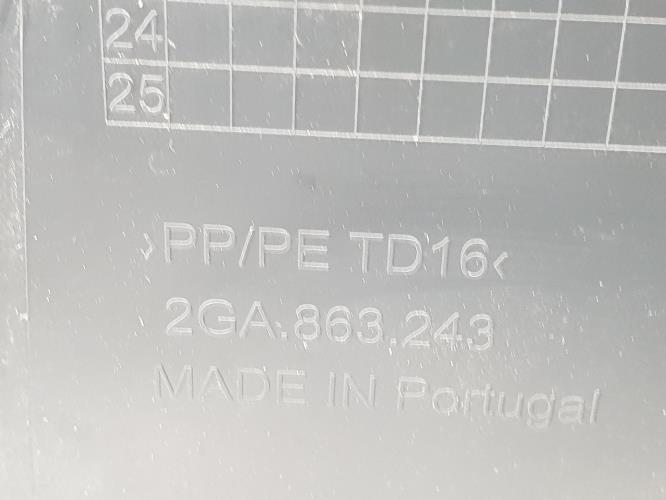 24
25
>PP/PE TD16<
2GA.863.243
MADE IN Portugal